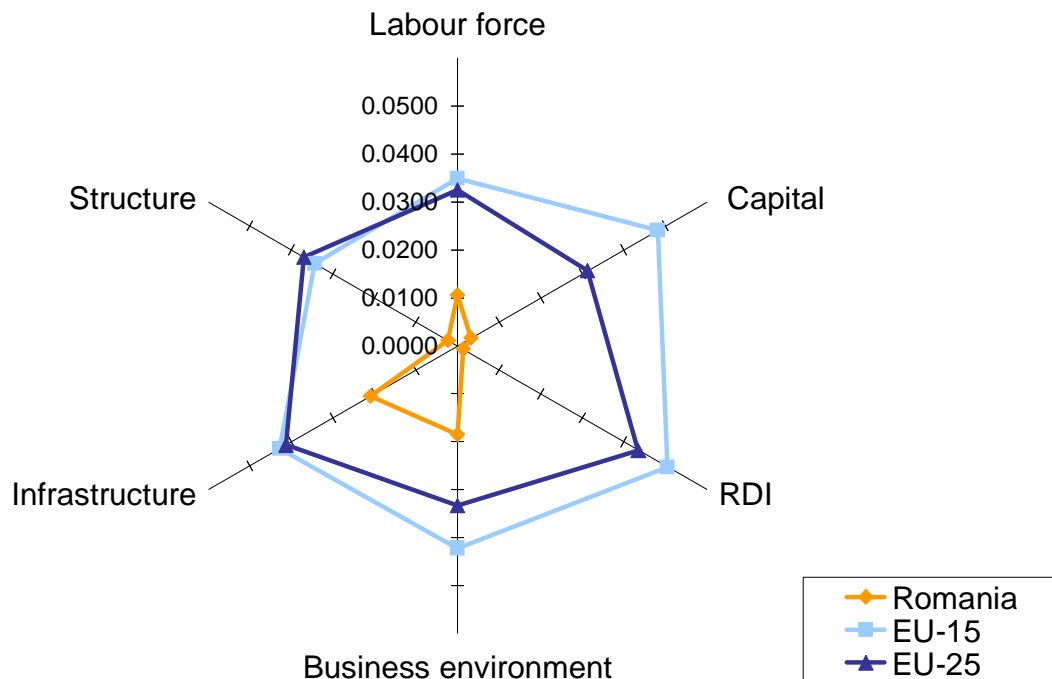 Labour force
0.0500
0.0400
0.0300
0.0200
0.0100
0.0000
Structure
Capital
Infrastructure
RDI
Business environment
Romania
EU-15
EU-25